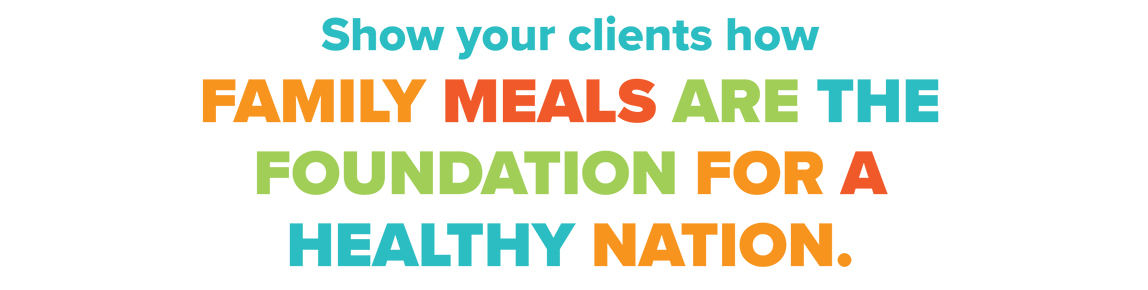 Show your clients how
FAMILY MEALS ARE THE
FOUNDATION FOR A
HEALTHY NATION.